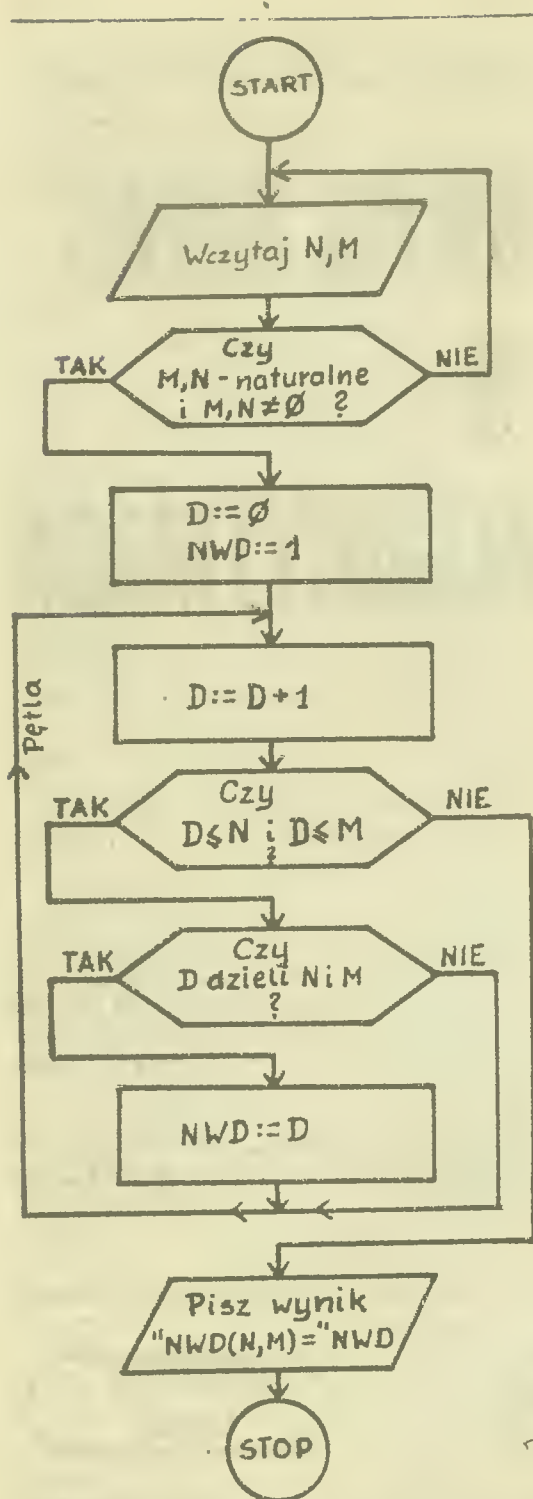 START
Wczytaj N,M
Czy
TAK
NIE
M,N - naturalne
i M,N ≠ Ø ?
D:=Ø
NWD:=1
Pętla
D:= D+1
Czy
TAK
NIE
D≤N i D≤M
?
Czy
TAK
NIE
D dzieli N i M
?
NWD:=D
Pisz wynik
"NWD(N,M)="NWD
STOP